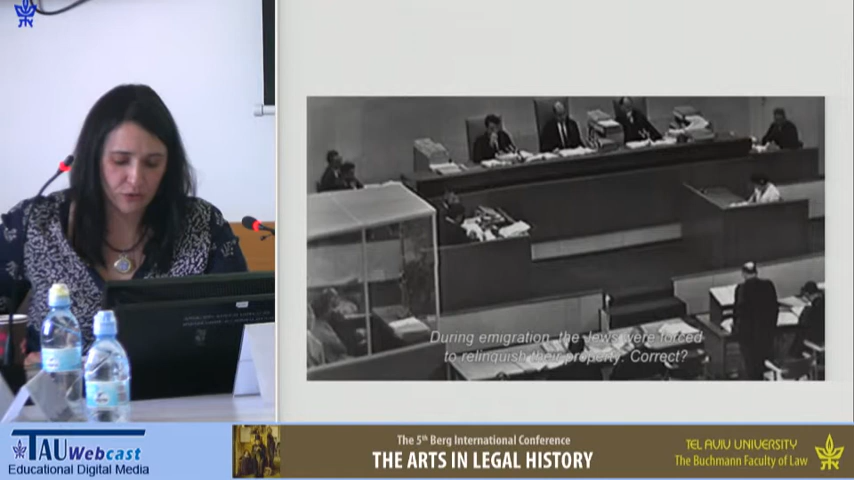 During emigration, the Jews were forced
to relinquish their property. Correct?
TAU Webcast
Educational Digital Media
The 5th Berg International Conference
THE ARTS IN LEGAL HISTORY
TEL AVIV UNIVERSITY
The Buchmann Faculty of Law